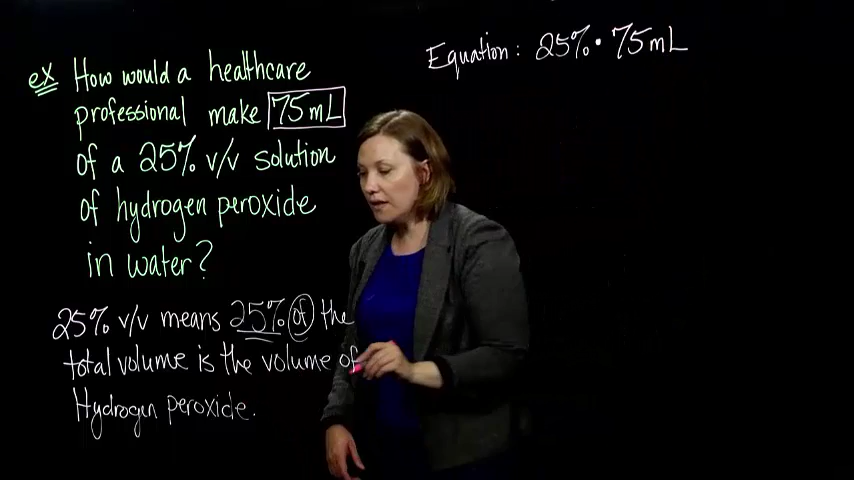 ex How would a healthcare
professional make 75 mL
of a 25% v/v solution
of hydrogen peroxide
in water?
25% v/v means 25% of the
total volume is the volume of
Hydrogen peroxide.
Equation: 25% • 75 mL